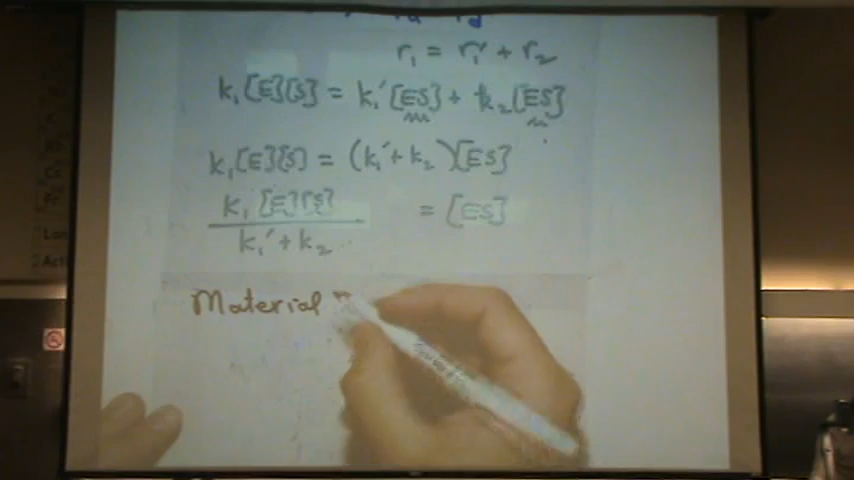 r₁ = r₁' + r₂
k₁[E][S] = k₁'[ES] + k₂[ES]
k₁[E][S] = (k₁' + k₂)[ES]
k₁[E][S] / k₁' + k₂ = [ES]
Material